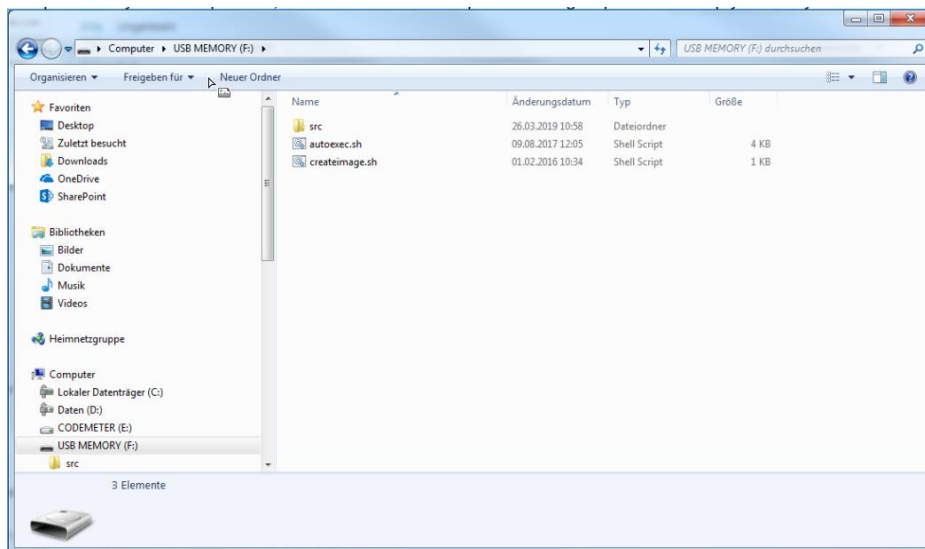 Computer ▸ USB MEMORY (F:) ▸
USB MEMORY (F:) durchsuchen
Organisieren Freigeben für Neuer Ordner
Name Änderungsdatum Typ Größe
src 26.03.2019 10:58 Dateiordner
autoexec.sh 09.08.2017 12:05 Shell Script 4 KB
createimage.sh 01.02.2016 10:34 Shell Script 1 KB
Favoriten
Desktop
Zuletzt besucht
Downloads
OneDrive
SharePoint
Bibliotheken
Bilder
Dokumente
Musik
Videos
Heimnetzgruppe
Computer
Lokaler Datenträger (C:)
Daten (D:)
CODEMETER (E:)
USB MEMORY (F:)
src
3 Elemente